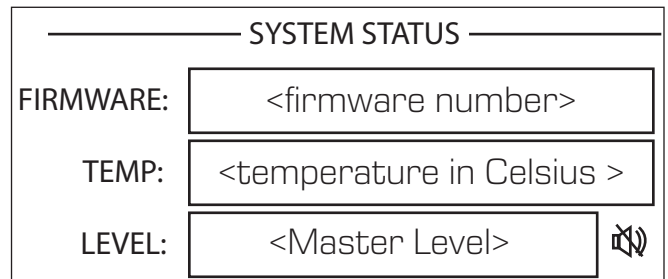 SYSTEM STATUS
FIRMWARE: <firmware number>
TEMP: <temperature in Celsius >
LEVEL: <Master Level>